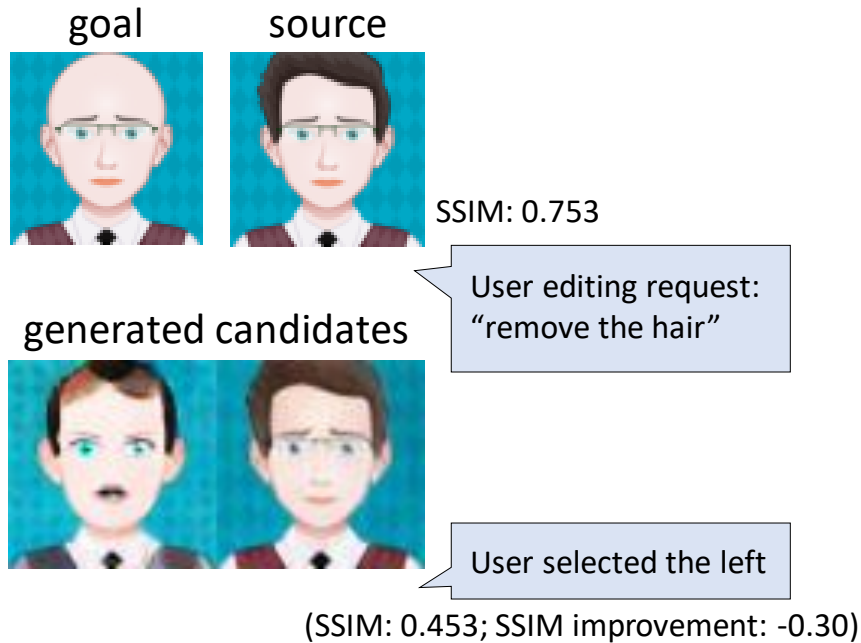 goal source
SSIM: 0.753
User editing request:
“remove the hair”
generated candidates
User selected the left
(SSIM: 0.453; SSIM improvement: -0.30)